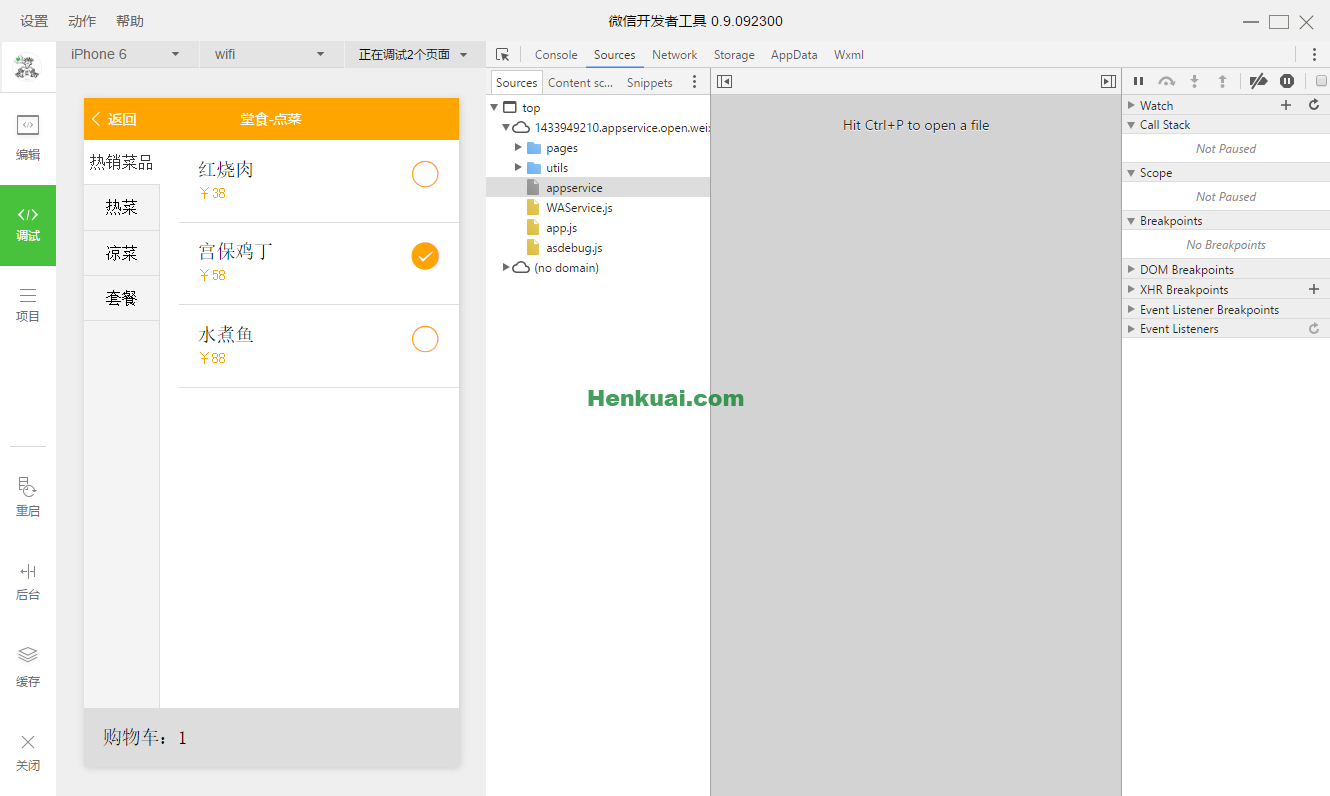 设置 动作 帮助 微信开发者工具 0.9.092300
iPhone 6 wifi 正在调试2个页面 Console Sources Network Storage AppData Wxml
编辑
调试
项目
重启
后台
缓存
关闭
返回 堂食-点菜
热销菜品
热菜
凉菜
套餐
红烧肉
￥38
宫保鸡丁
￥58
水煮鱼
￥88
购物车：1
Sources Content sc... Snippets
top
1433949210.appservice.open.wei
pages
utils
appservice
WAService.js
app.js
asdebug.js
(no domain)
Hit Ctrl+P to open a file
Henkuai.com
Watch
Call Stack
Not Paused
Scope
Not Paused
Breakpoints
No Breakpoints
DOM Breakpoints
XHR Breakpoints
Event Listener Breakpoints
Event Listeners